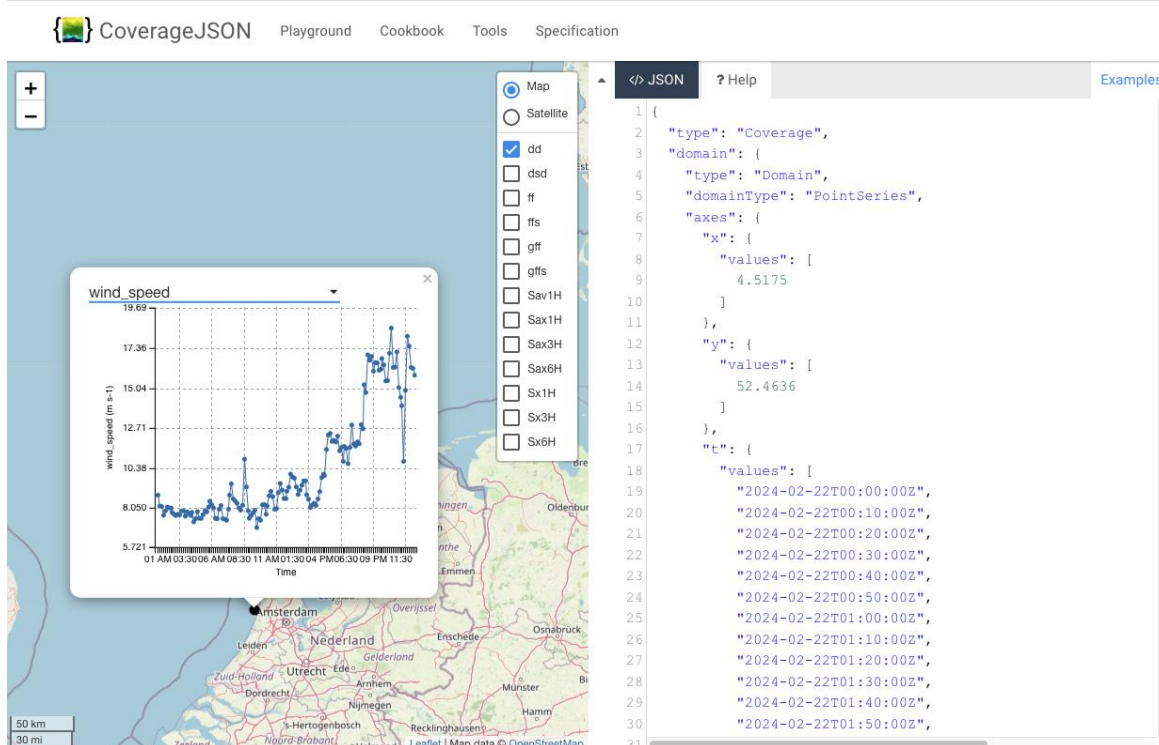 CoverageJSON Playground Cookbook Tools Specification
+
−
Map
Satellite
dd
dsd
ff
ffs
gff
gffs
Sav1H
Sax1H
Sax3H
Sax6H
Sx1H
Sx3H
Sx6H
wind_speed
×
19.69
17.36
15.04
12.71
10.38
8.050
5.721
wind_speed (m s-1)
01 AM 03:30 06 AM 08:30 11 AM 01:30 04 PM 06:30 09 PM 11:30
Time
Oldenbur
Emmen
Amsterdam
Overijssel
Leiden
Nederland
Enschede
Osnabrück
Gelderland
Zuid-Holland
Utrecht
Ede
Arnhem
Münster
Dordrecht
Nijmegen
Hamm
's-Hertogenbosch
Recklinghausen
Noord-Brabant
Zeeland
50 km
30 mi
Leaflet | Map data © OpenStreetMap
</> JSON ? Help Examples
1 {
2 "type": "Coverage",
3 "domain": {
4 "type": "Domain",
5 "domainType": "PointSeries",
6 "axes": {
7 "x": {
8 "values": [
9 4.5175
10 ]
11 },
12 "y": {
13 "values": [
14 52.4636
15 ]
16 },
17 "t": {
18 "values": [
19 "2024-02-22T00:00:00Z",
20 "2024-02-22T00:10:00Z",
21 "2024-02-22T00:20:00Z",
22 "2024-02-22T00:30:00Z",
23 "2024-02-22T00:40:00Z",
24 "2024-02-22T00:50:00Z",
25 "2024-02-22T01:00:00Z",
26 "2024-02-22T01:10:00Z",
27 "2024-02-22T01:20:00Z",
28 "2024-02-22T01:30:00Z",
29 "2024-02-22T01:40:00Z",
30 "2024-02-22T01:50:00Z",
31